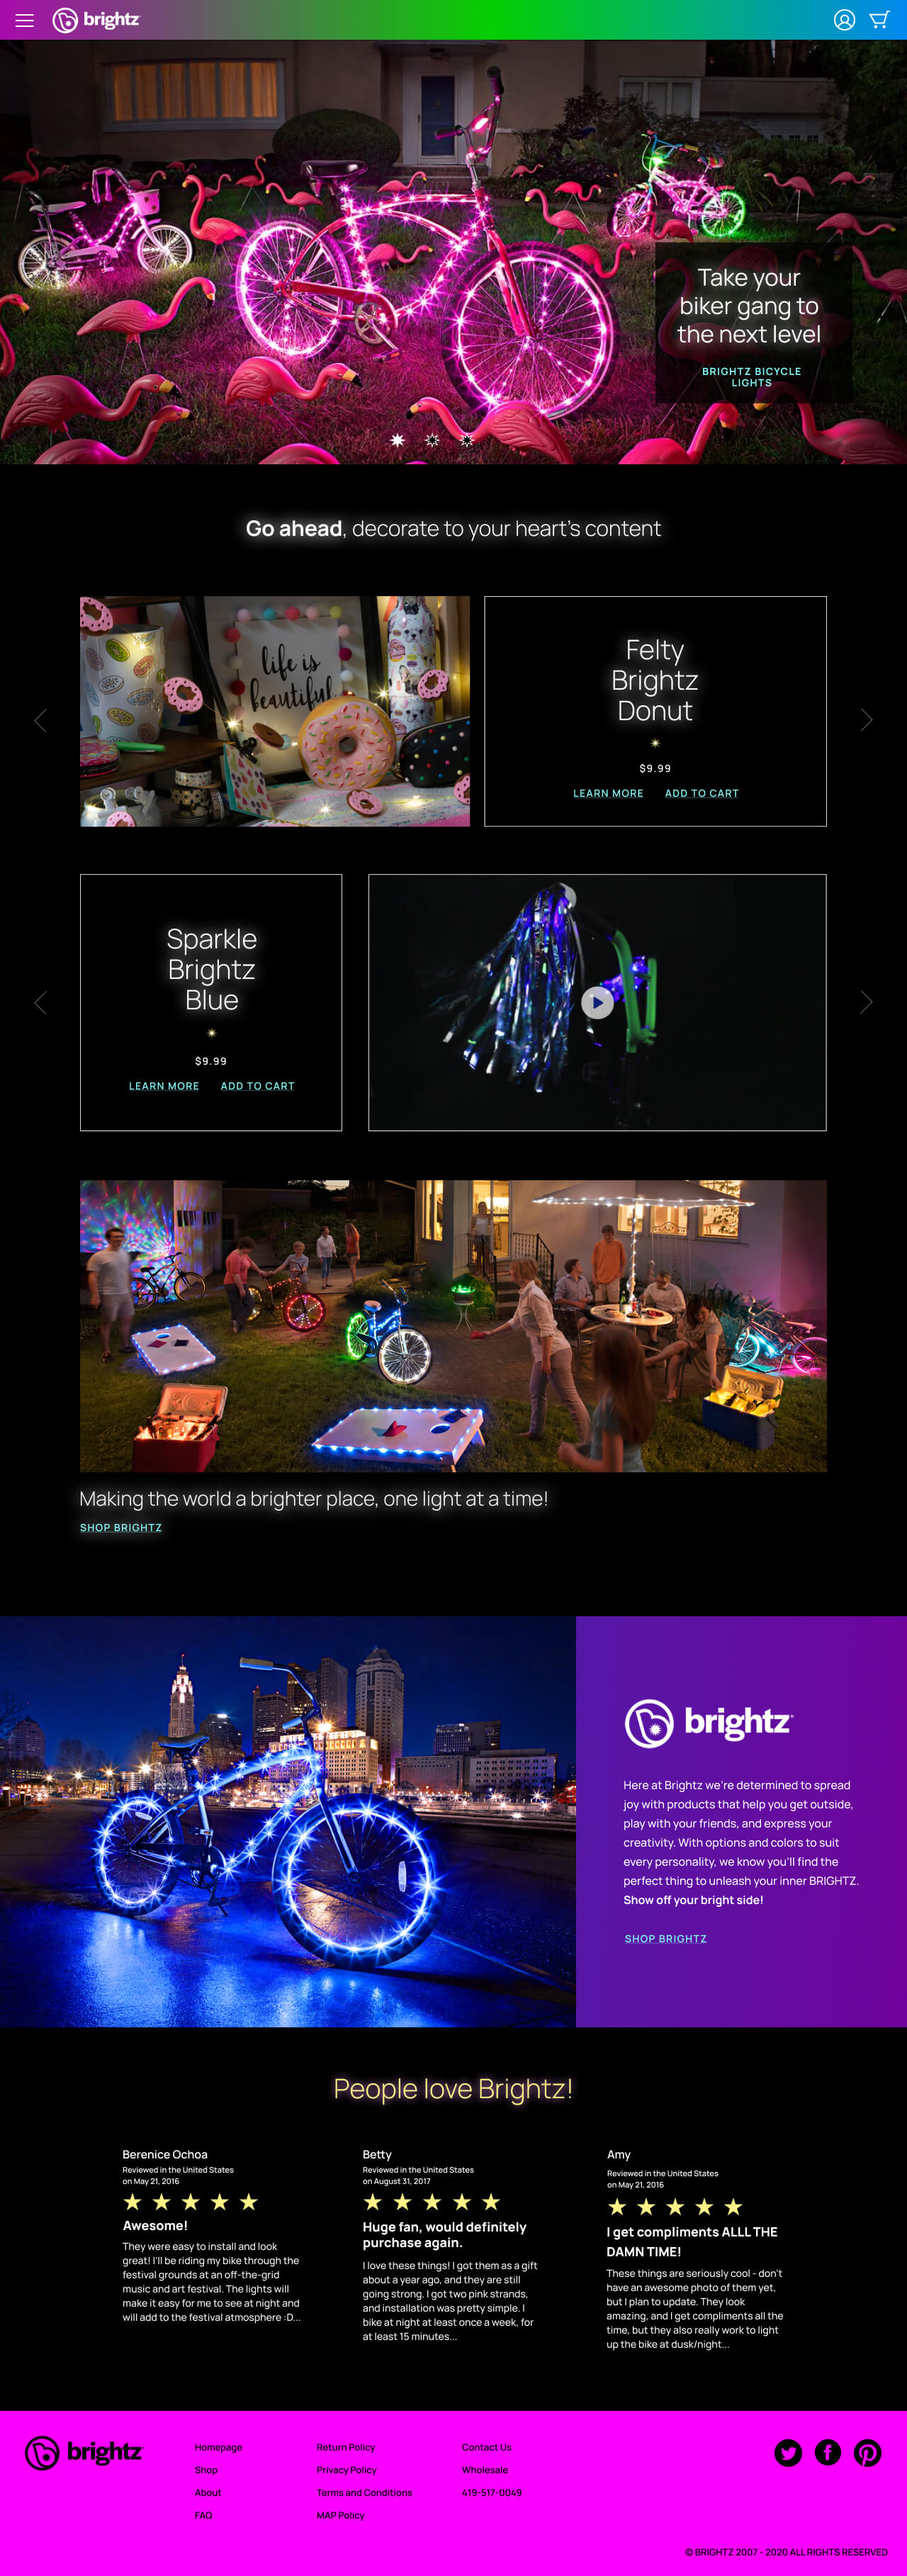 brightz
Take your
biker gang to
the next level
BRIGHTZ BICYCLE
LIGHTS
Go ahead, decorate to your heart's content
life is
beautiful
Felty
Brightz
Donut
$9.99
LEARN MORE ADD TO CART
Sparkle
Brightz
Blue
$9.99
LEARN MORE ADD TO CART
Making the world a brighter place, one light at a time!
SHOP BRIGHTZ
brightz
Here at Brightz we're determined to spread
joy with products that help you get outside,
play with your friends, and express your
creativity. With options and colors to suit
every personality, we know you'll find the
perfect thing to unleash your inner BRIGHTZ.
Show off your bright side!
SHOP BRIGHTZ
People love Brightz!
Berenice Ochoa
Reviewed in the United States
on May 21, 2016
Awesome!
They were easy to install and look
great! I'll be riding my bike through the
festival grounds at an off-the-grid
music and art festival. The lights will
make it easy for me to see at night and
will add to the festival atmosphere :D...
Betty
Reviewed in the United States
on August 31, 2017
Huge fan, would definitely
purchase again.
I love these things! I got them as a gift
about a year ago, and they are still
going strong. I got two pink strands,
and installation was pretty simple. I
bike at night at least once a week, for
at least 15 minutes...
Amy
Reviewed in the United States
on May 21, 2016
I get compliments ALLL THE
DAMN TIME!
These things are seriously cool - don't
have an awesome photo of them yet,
but I plan to update. They look
amazing, and I get compliments all the
time, but they also really work to light
up the bike at dusk/night...
brightz
Homepage
Shop
About
FAQ
Return Policy
Privacy Policy
Terms and Conditions
MAP Policy
Contact Us
Wholesale
419-517-0049
© BRIGHTZ 2007 - 2020 ALL RIGHTS RESERVED